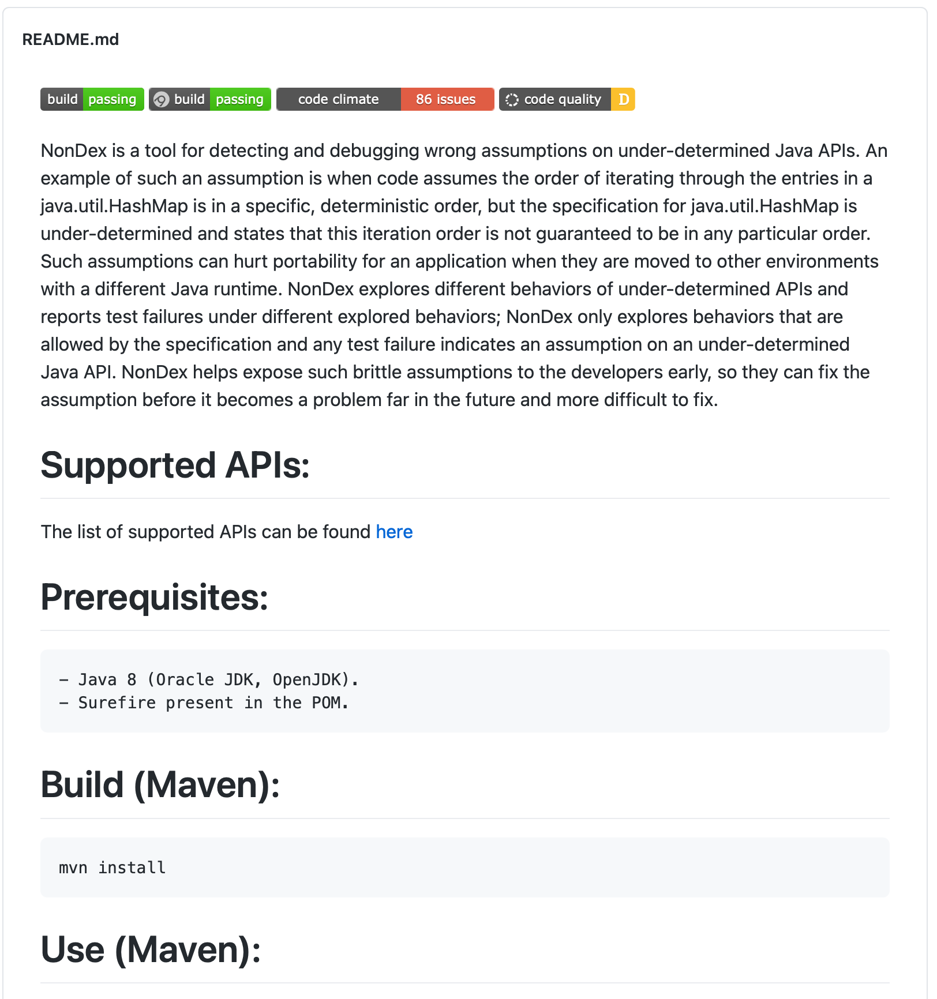 README.md
build passing build passing code climate 86 issues code quality D
NonDex is a tool for detecting and debugging wrong assumptions on under-determined Java APIs. An
example of such an assumption is when code assumes the order of iterating through the entries in a
java.util.HashMap is in a specific, deterministic order, but the specification for java.util.HashMap is
under-determined and states that this iteration order is not guaranteed to be in any particular order.
Such assumptions can hurt portability for an application when they are moved to other environments
with a different Java runtime. NonDex explores different behaviors of under-determined APIs and
reports test failures under different explored behaviors; NonDex only explores behaviors that are
allowed by the specification and any test failure indicates an assumption on an under-determined
Java API. NonDex helps expose such brittle assumptions to the developers early, so they can fix the
assumption before it becomes a problem far in the future and more difficult to fix.
Supported APIs:
The list of supported APIs can be found here
Prerequisites:
- Java 8 (Oracle JDK, OpenJDK).
- Surefire present in the POM.
Build (Maven):
mvn install
Use (Maven):